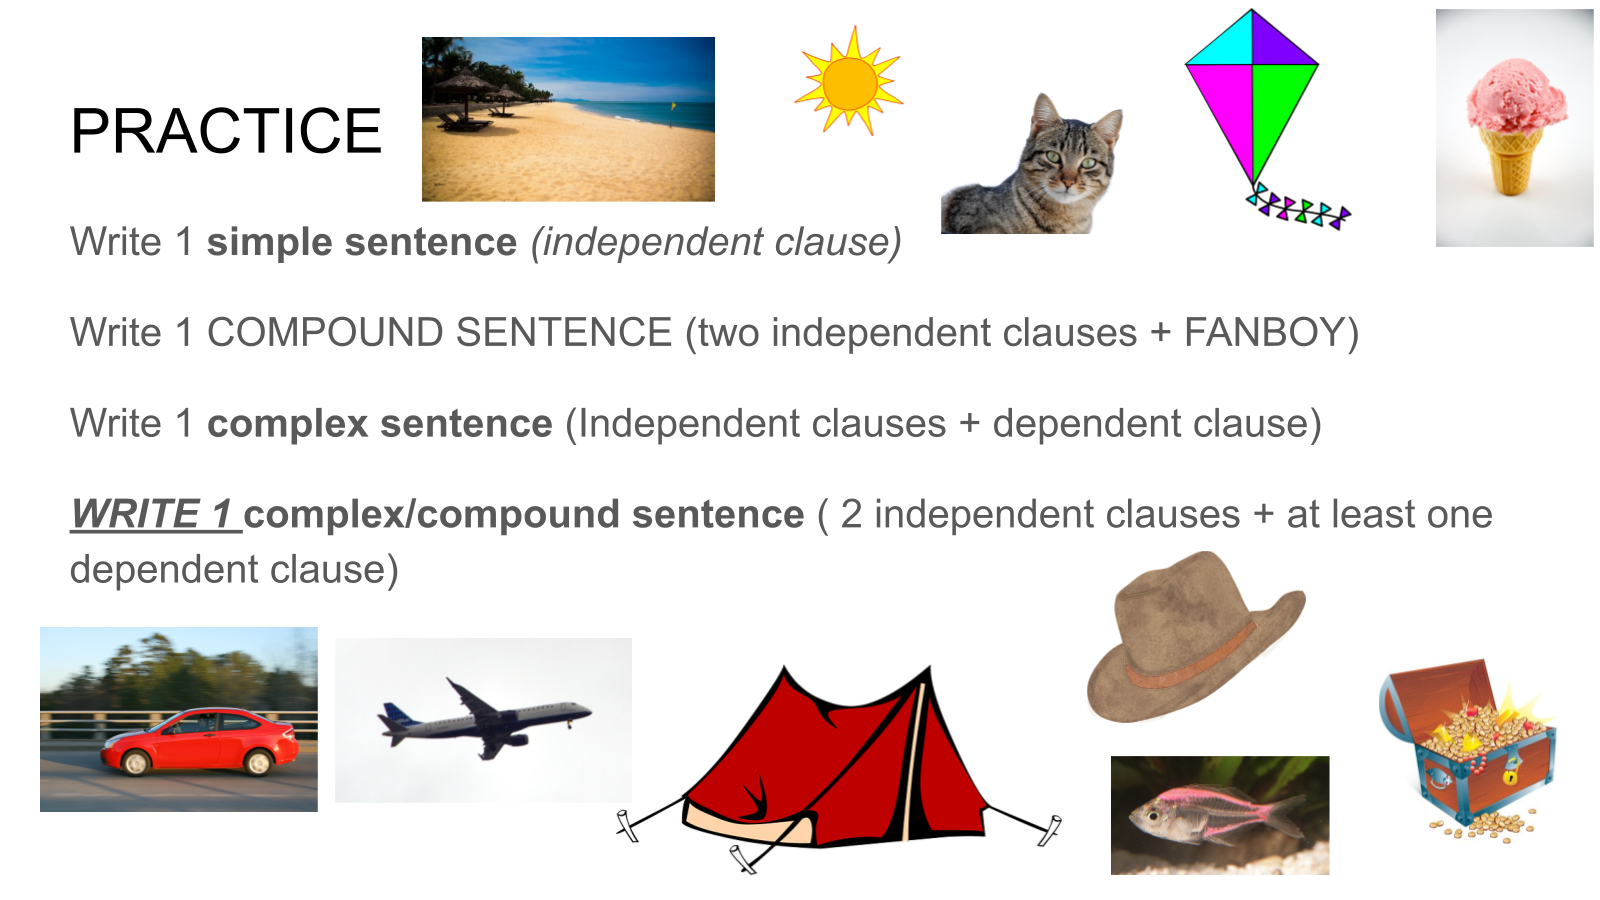 PRACTICE
Write 1 simple sentence (independent clause)
Write 1 COMPOUND SENTENCE (two independent clauses + FANBOY)
Write 1 complex sentence (Independent clauses + dependent clause)
WRITE 1 complex/compound sentence ( 2 independent clauses + at least one
dependent clause)